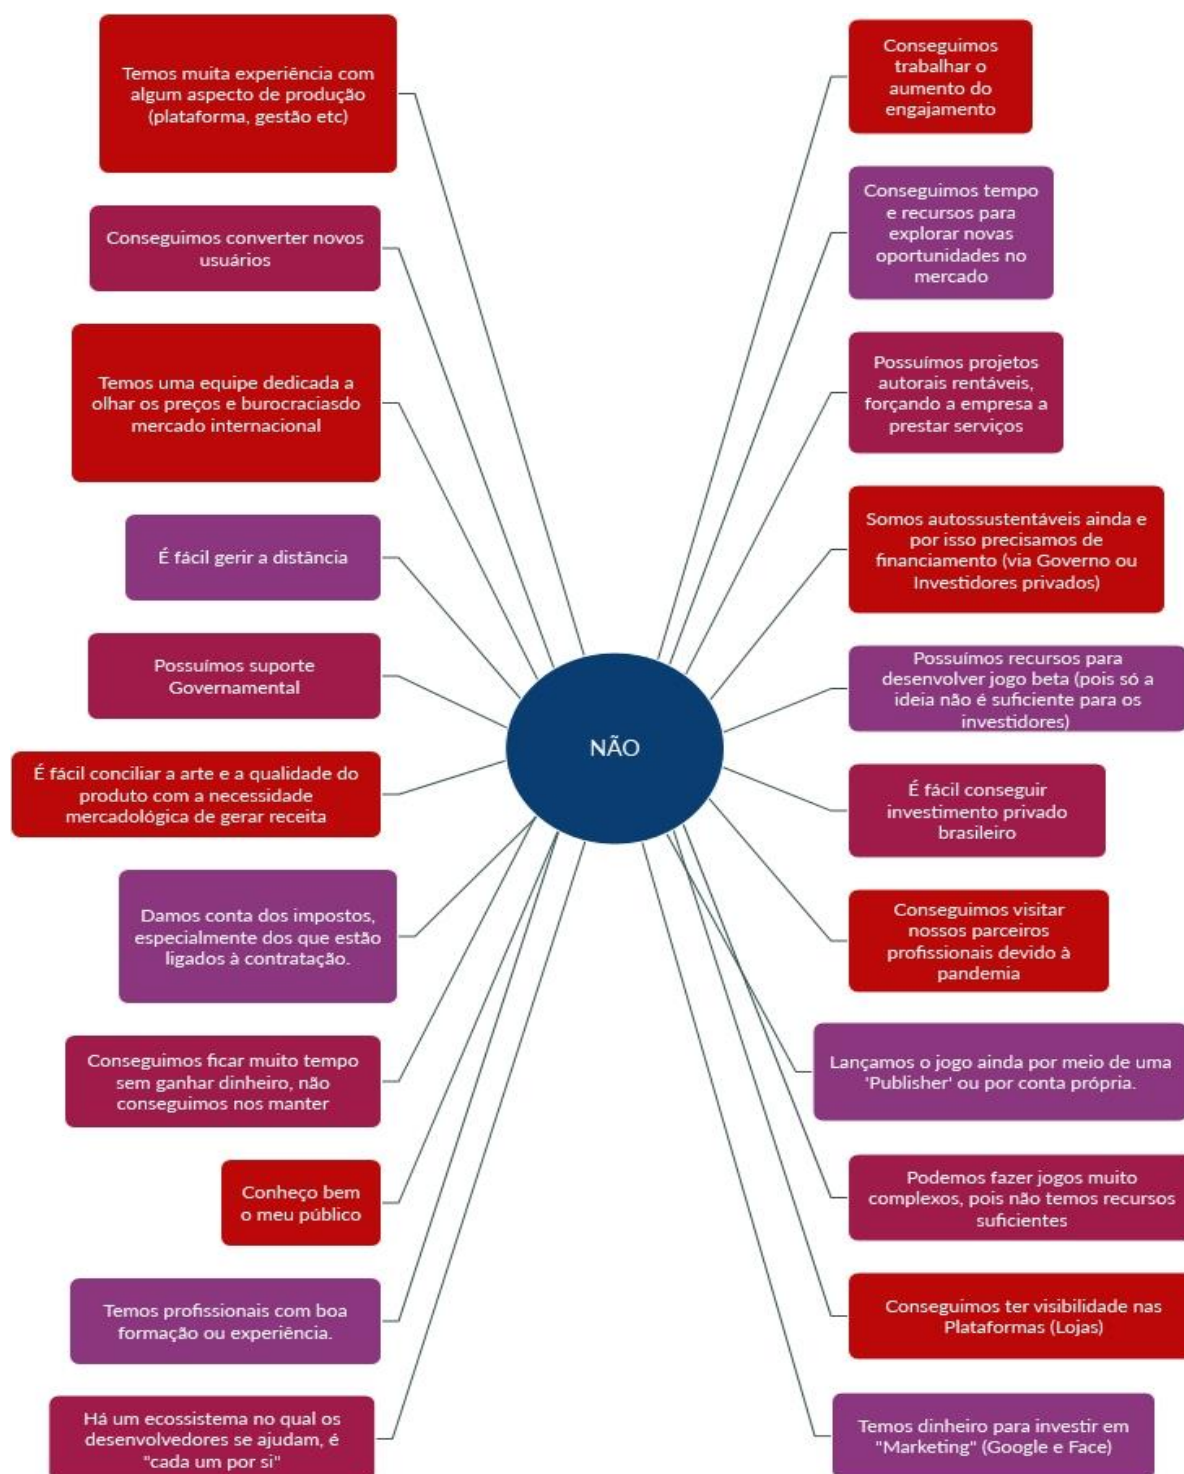 Temos muita experiência com
algum aspecto de produção
(plataforma, gestão etc)
Conseguimos converter novos
usuários
Temos uma equipe dedicada a
olhar os preços e burocraciasdo
mercado internacional
É fácil gerir a distância
Possuímos suporte
Governamental
É fácil conciliar a arte e a qualidade do
produto com a necessidade
mercadológica de gerar receita
Damos conta dos impostos,
especialmente dos que estão
ligados à contratação.
Conseguimos ficar muito tempo
sem ganhar dinheiro, não
conseguimos nos manter
Conheço bem
o meu público
Temos profissionais com boa
formação ou experiência.
Há um ecossistema no qual os
desenvolvedores se ajudam, é
"cada um por si"
NÃO
Conseguimos
trabalhar o
aumento do
engajamento
Conseguimos tempo
e recursos para
explorar novas
oportunidades no
mercado
Possuímos projetos
autorais rentáveis,
forçando a empresa a
prestar serviços
Somos autossustentáveis ainda e
por isso precisamos de
financiamento (via Governo ou
Investidores privados)
Possuímos recursos para
desenvolver jogo beta (pois só a
ideia não é suficiente para os
investidores)
É fácil conseguir
investimento privado
brasileiro
Conseguimos visitar
nossos parceiros
profissionais devido à
pandemia
Lançamos o jogo ainda por meio de uma
'Publisher' ou por conta própria.
Podemos fazer jogos muito
complexos, pois não temos recursos
suficientes
Conseguimos ter visibilidade nas
Plataformas (Lojas)
Temos dinheiro para investir em
"Marketing" (Google e Face)